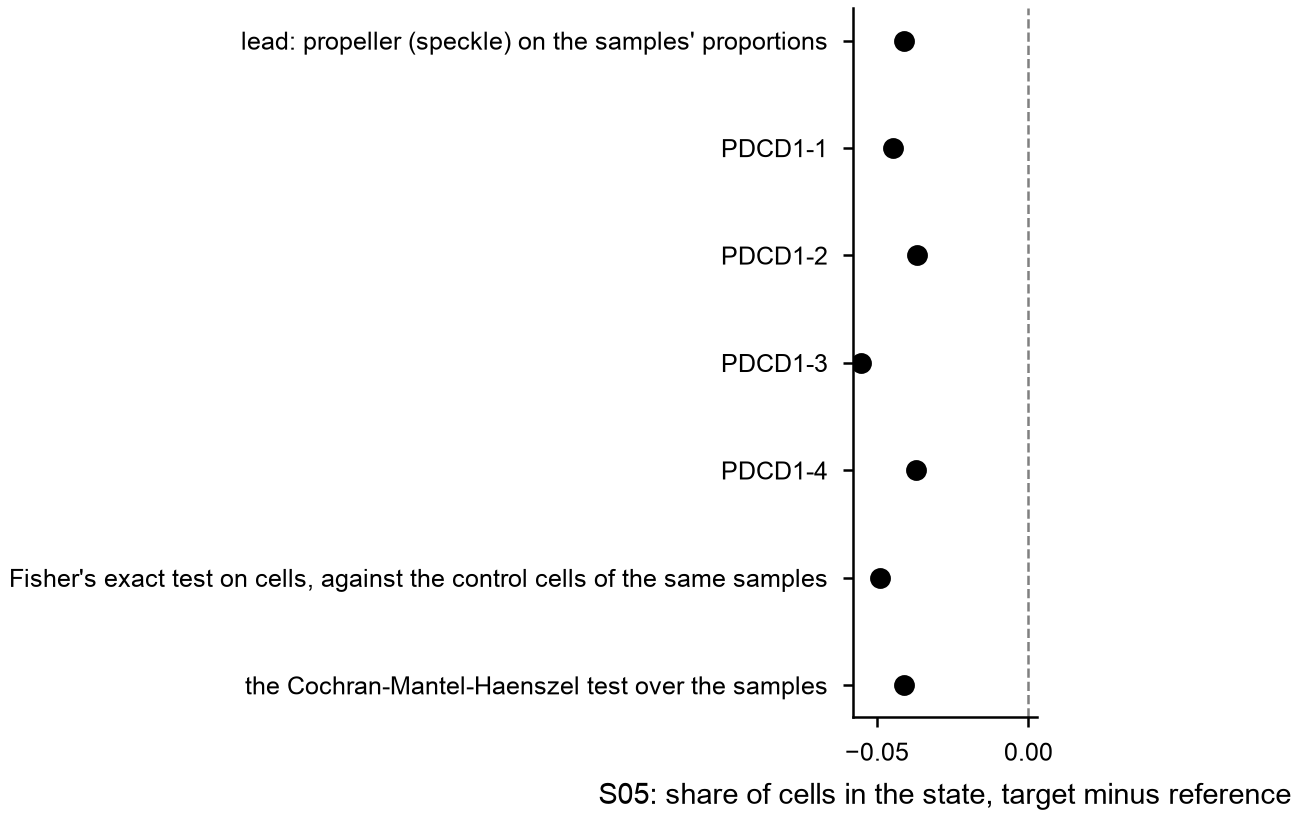 lead: propeller (speckle) on the samples' proportions
PDCD1-1
PDCD1-2
PDCD1-3
PDCD1-4
Fisher's exact test on cells, against the control cells of the same samples
the Cochran-Mantel-Haenszel test over the samples
−0.05 0.00
S05: share of cells in the state, target minus reference